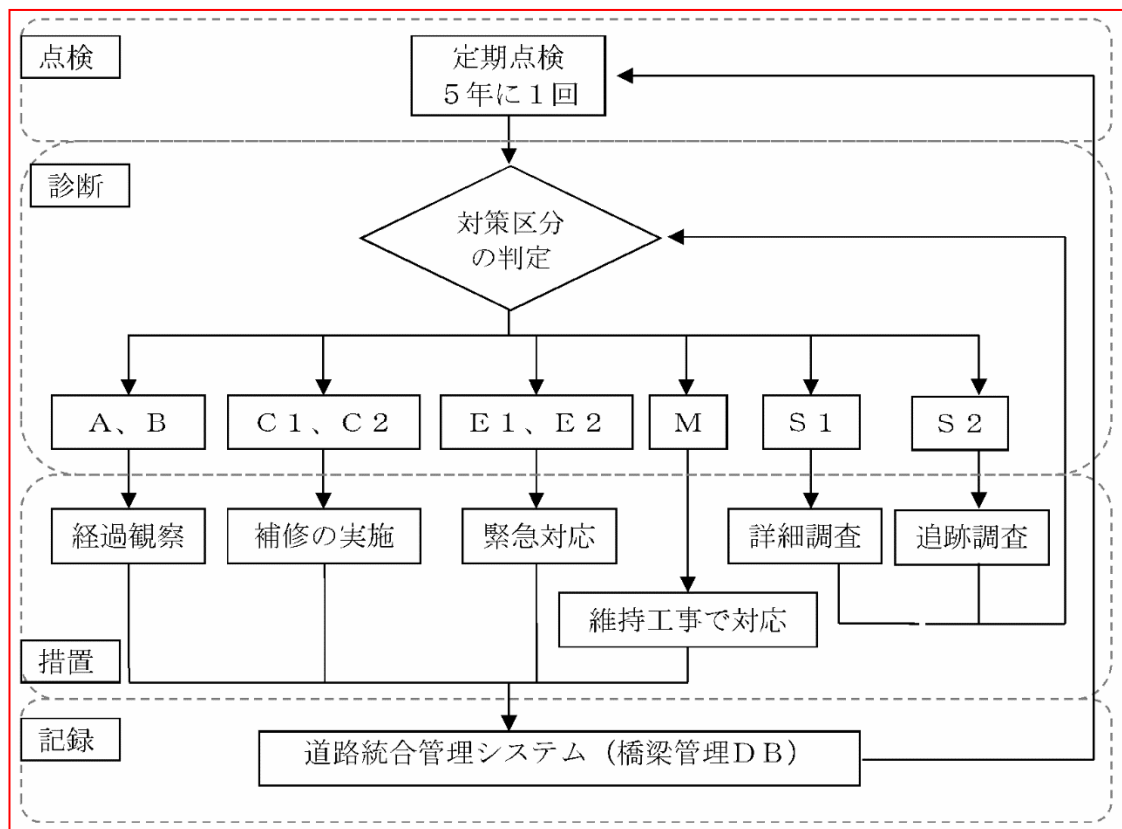 点検
定期点検
５年に１回
診断
対策区分
の判定
Ａ、Ｂ
Ｃ１、Ｃ２
Ｅ１、Ｅ２
Ｍ
Ｓ１
Ｓ２
経過観察
補修の実施
緊急対応
詳細調査
追跡調査
維持工事で対応
措置
記録
道路統合管理システム（橋梁管理ＤＢ）